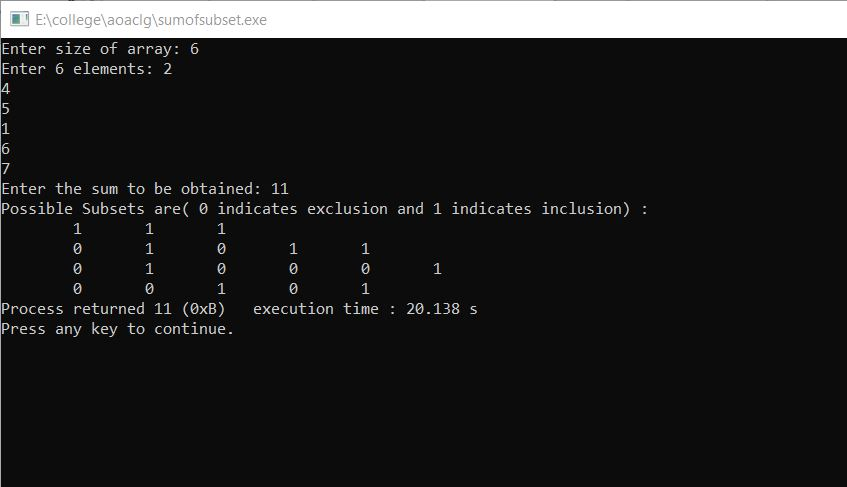 E:\college\aoaclg\sumofsubset.exe
Enter size of array: 6
Enter 6 elements: 2
4
5
1
6
7
Enter the sum to be obtained: 11
Possible Subsets are( 0 indicates exclusion and 1 indicates inclusion) :
        1       1       1
        0       1       0       1       1
        0       1       0       0       0       1
        0       0       1       0       1
Process returned 11 (0xB)   execution time : 20.138 s
Press any key to continue.